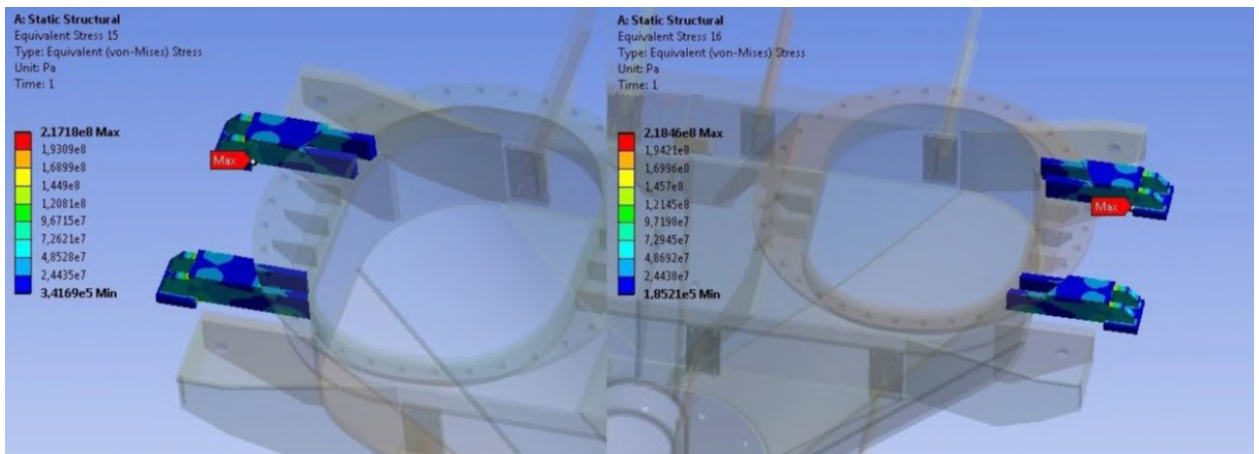 A: Static Structural
Equivalent Stress 15
Type: Equivalent (von-Mises) Stress
Unit: Pa
Time: 1
2,1718e8 Max
1,9309e8
1,6899e8
1,449e8
1,2081e8
9,6715e7
7,2621e7
4,8528e7
2,4435e7
3,4169e5 Min
Max
A: Static Structural
Equivalent Stress 16
Type: Equivalent (von-Mises) Stress
Unit: Pa
Time: 1
2,1846e8 Max
1,9421e8
1,6996e8
1,457e8
1,2145e8
9,7198e7
7,2945e7
4,8692e7
2,4438e7
1,8521e5 Min
Max